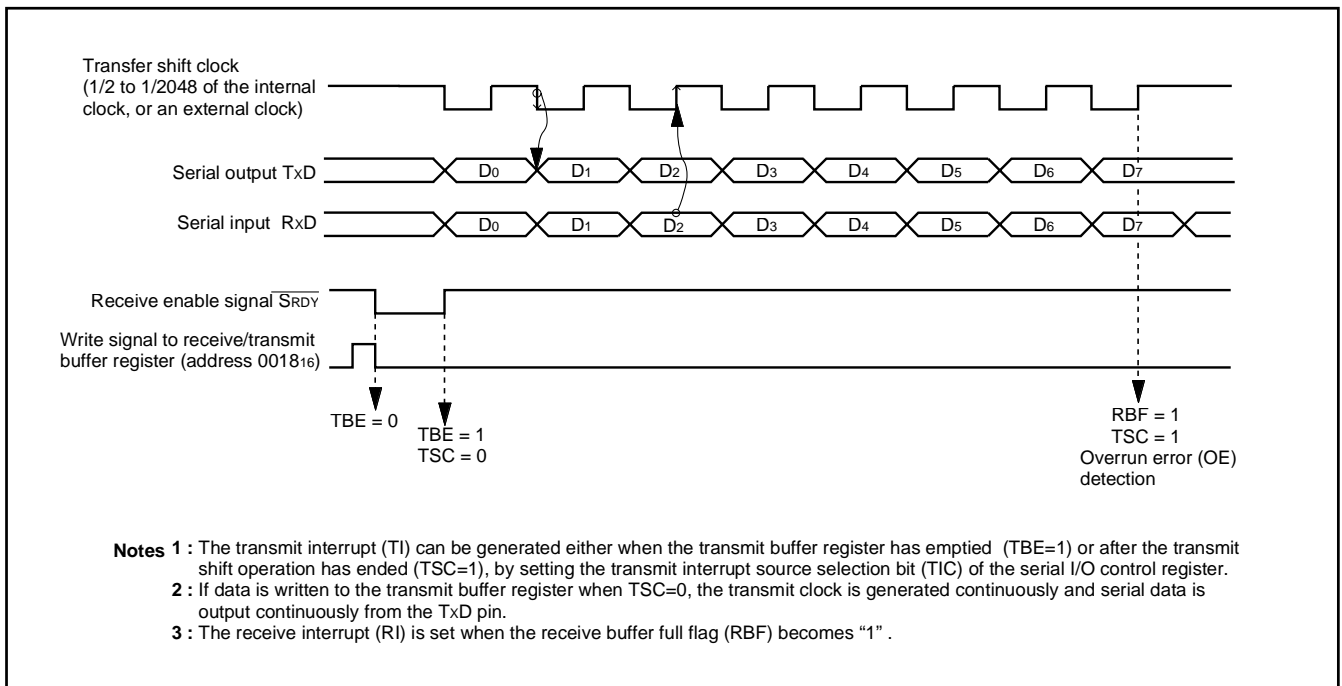 Transfer shift clock
(1/2 to 1/2048 of the internal
clock, or an external clock)
Serial output TxD
D0 D1 D2 D3 D4 D5 D6 D7
Serial input RxD
D0 D1 D2 D3 D4 D5 D6 D7
Receive enable signal SRDY
Write signal to receive/transmit
buffer register (address 001816)
TBE = 0
TBE = 1
TSC = 0
RBF = 1
TSC = 1
Overrun error (OE)
detection
Notes 1 : The transmit interrupt (TI) can be generated either when the transmit buffer register has emptied (TBE=1) or after the transmit
shift operation has ended (TSC=1), by setting the transmit interrupt source selection bit (TIC) of the serial I/O control register.
2 : If data is written to the transmit buffer register when TSC=0, the transmit clock is generated continuously and serial data is
output continuously from the TxD pin.
3 : The receive interrupt (RI) is set when the receive buffer full flag (RBF) becomes “1” .